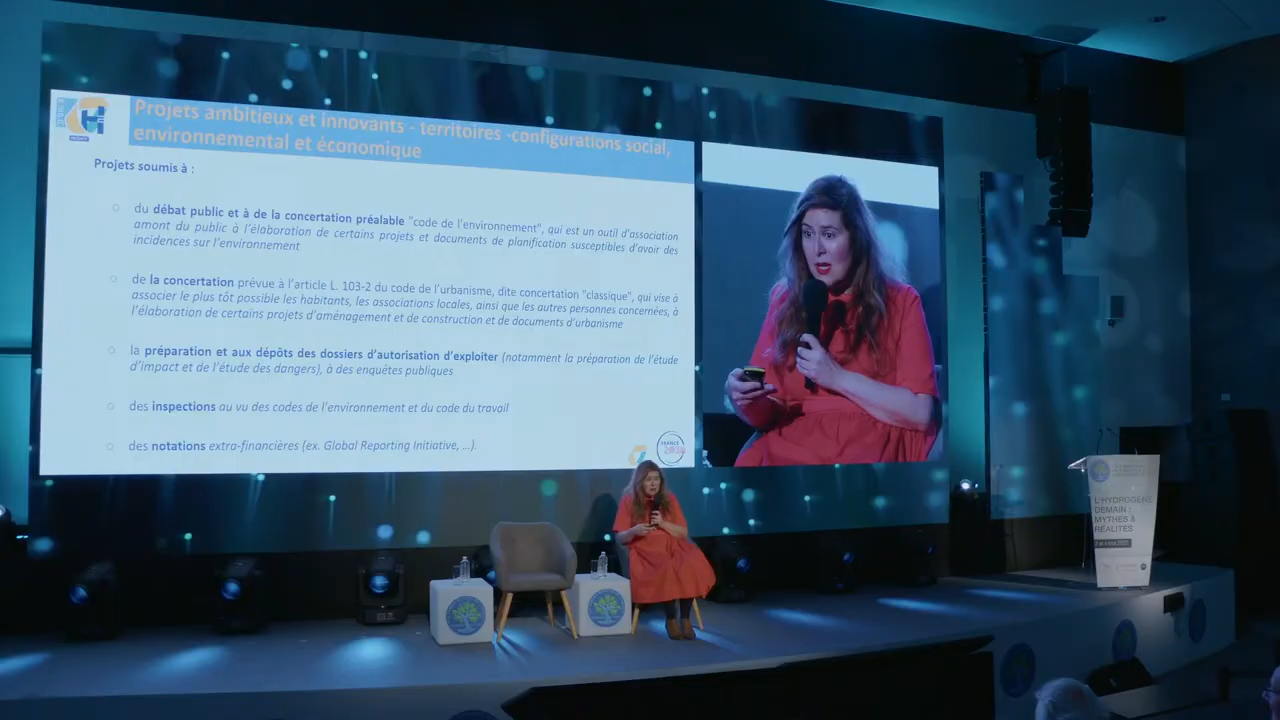 Projets ambitieux et innovants - territoires -configurations social,
environnemental et économique
Projets soumis à :
du débat public et à de la concertation préalable "code de l'environnement", qui est un outil d'association
amont du public à l'élaboration de certains projets et documents de planification susceptibles d'avoir des
incidences sur l'environnement
de la concertation prévue à l'article L. 103-2 du code de l'urbanisme, dite concertation "classique", qui vise à
associer le plus tôt possible les habitants, les associations locales, ainsi que les autres personnes concernées, à
l'élaboration de certains projets d'aménagement et de construction et de documents d'urbanisme
la préparation et aux dépôts des dossiers d'autorisation d'exploiter (notamment la préparation de l'étude
d'impact et de l'étude des dangers), à des enquêtes publiques
des inspections au vu des codes de l'environnement et du code du travail
des notations extra-financières (ex. Global Reporting Initiative, ...).
FRANCE
2030
L'HYDROGÈNE
DEMAIN :
MYTHES &
RÉALITÉS